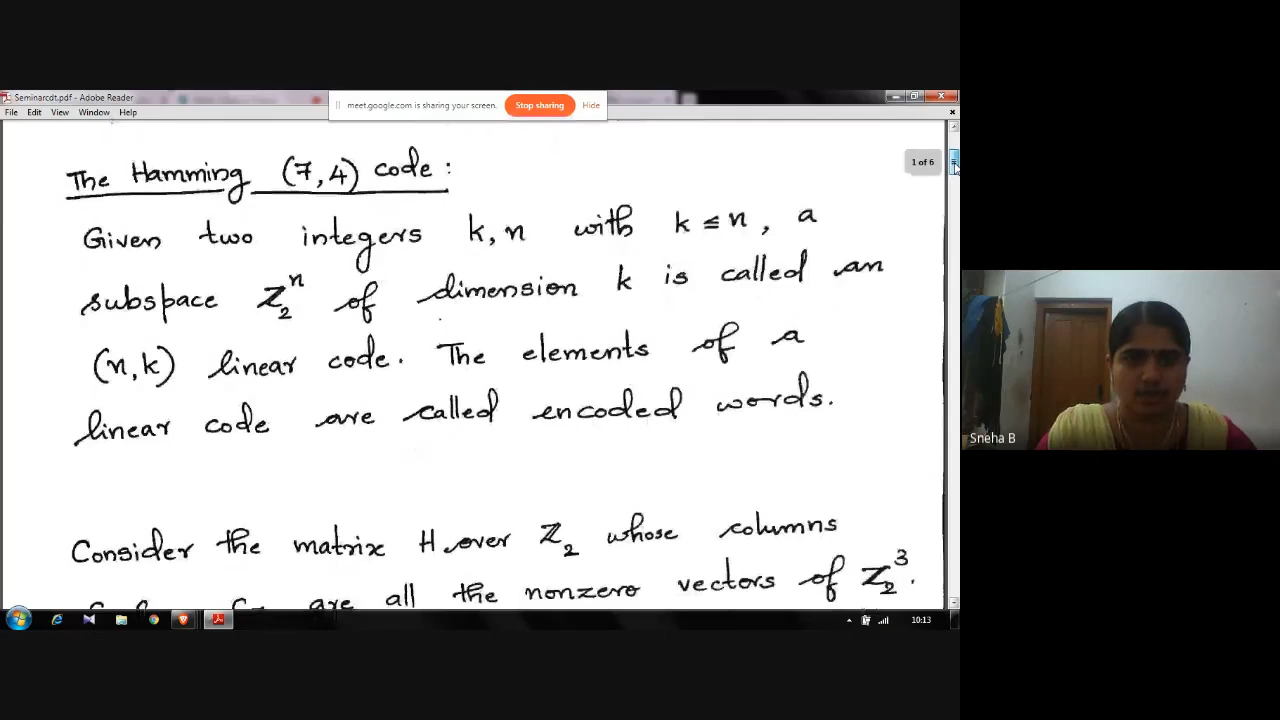 Seminarcdt.pdf - Adobe Reader
meet.google.com is sharing your screen.
Stop sharing
Hide
File Edit View Window Help
1 of 6
The Hamming (7,4) code :
Given two integers k, n with k ≤ n, a
subspace ℤ₂ⁿ of dimension k is called an
(n, k) linear code. The elements of a
linear code are called encoded words.
Consider the matrix H over ℤ₂ whose columns
are all the nonzero vectors of ℤ₂³.
Sneha B
10:13